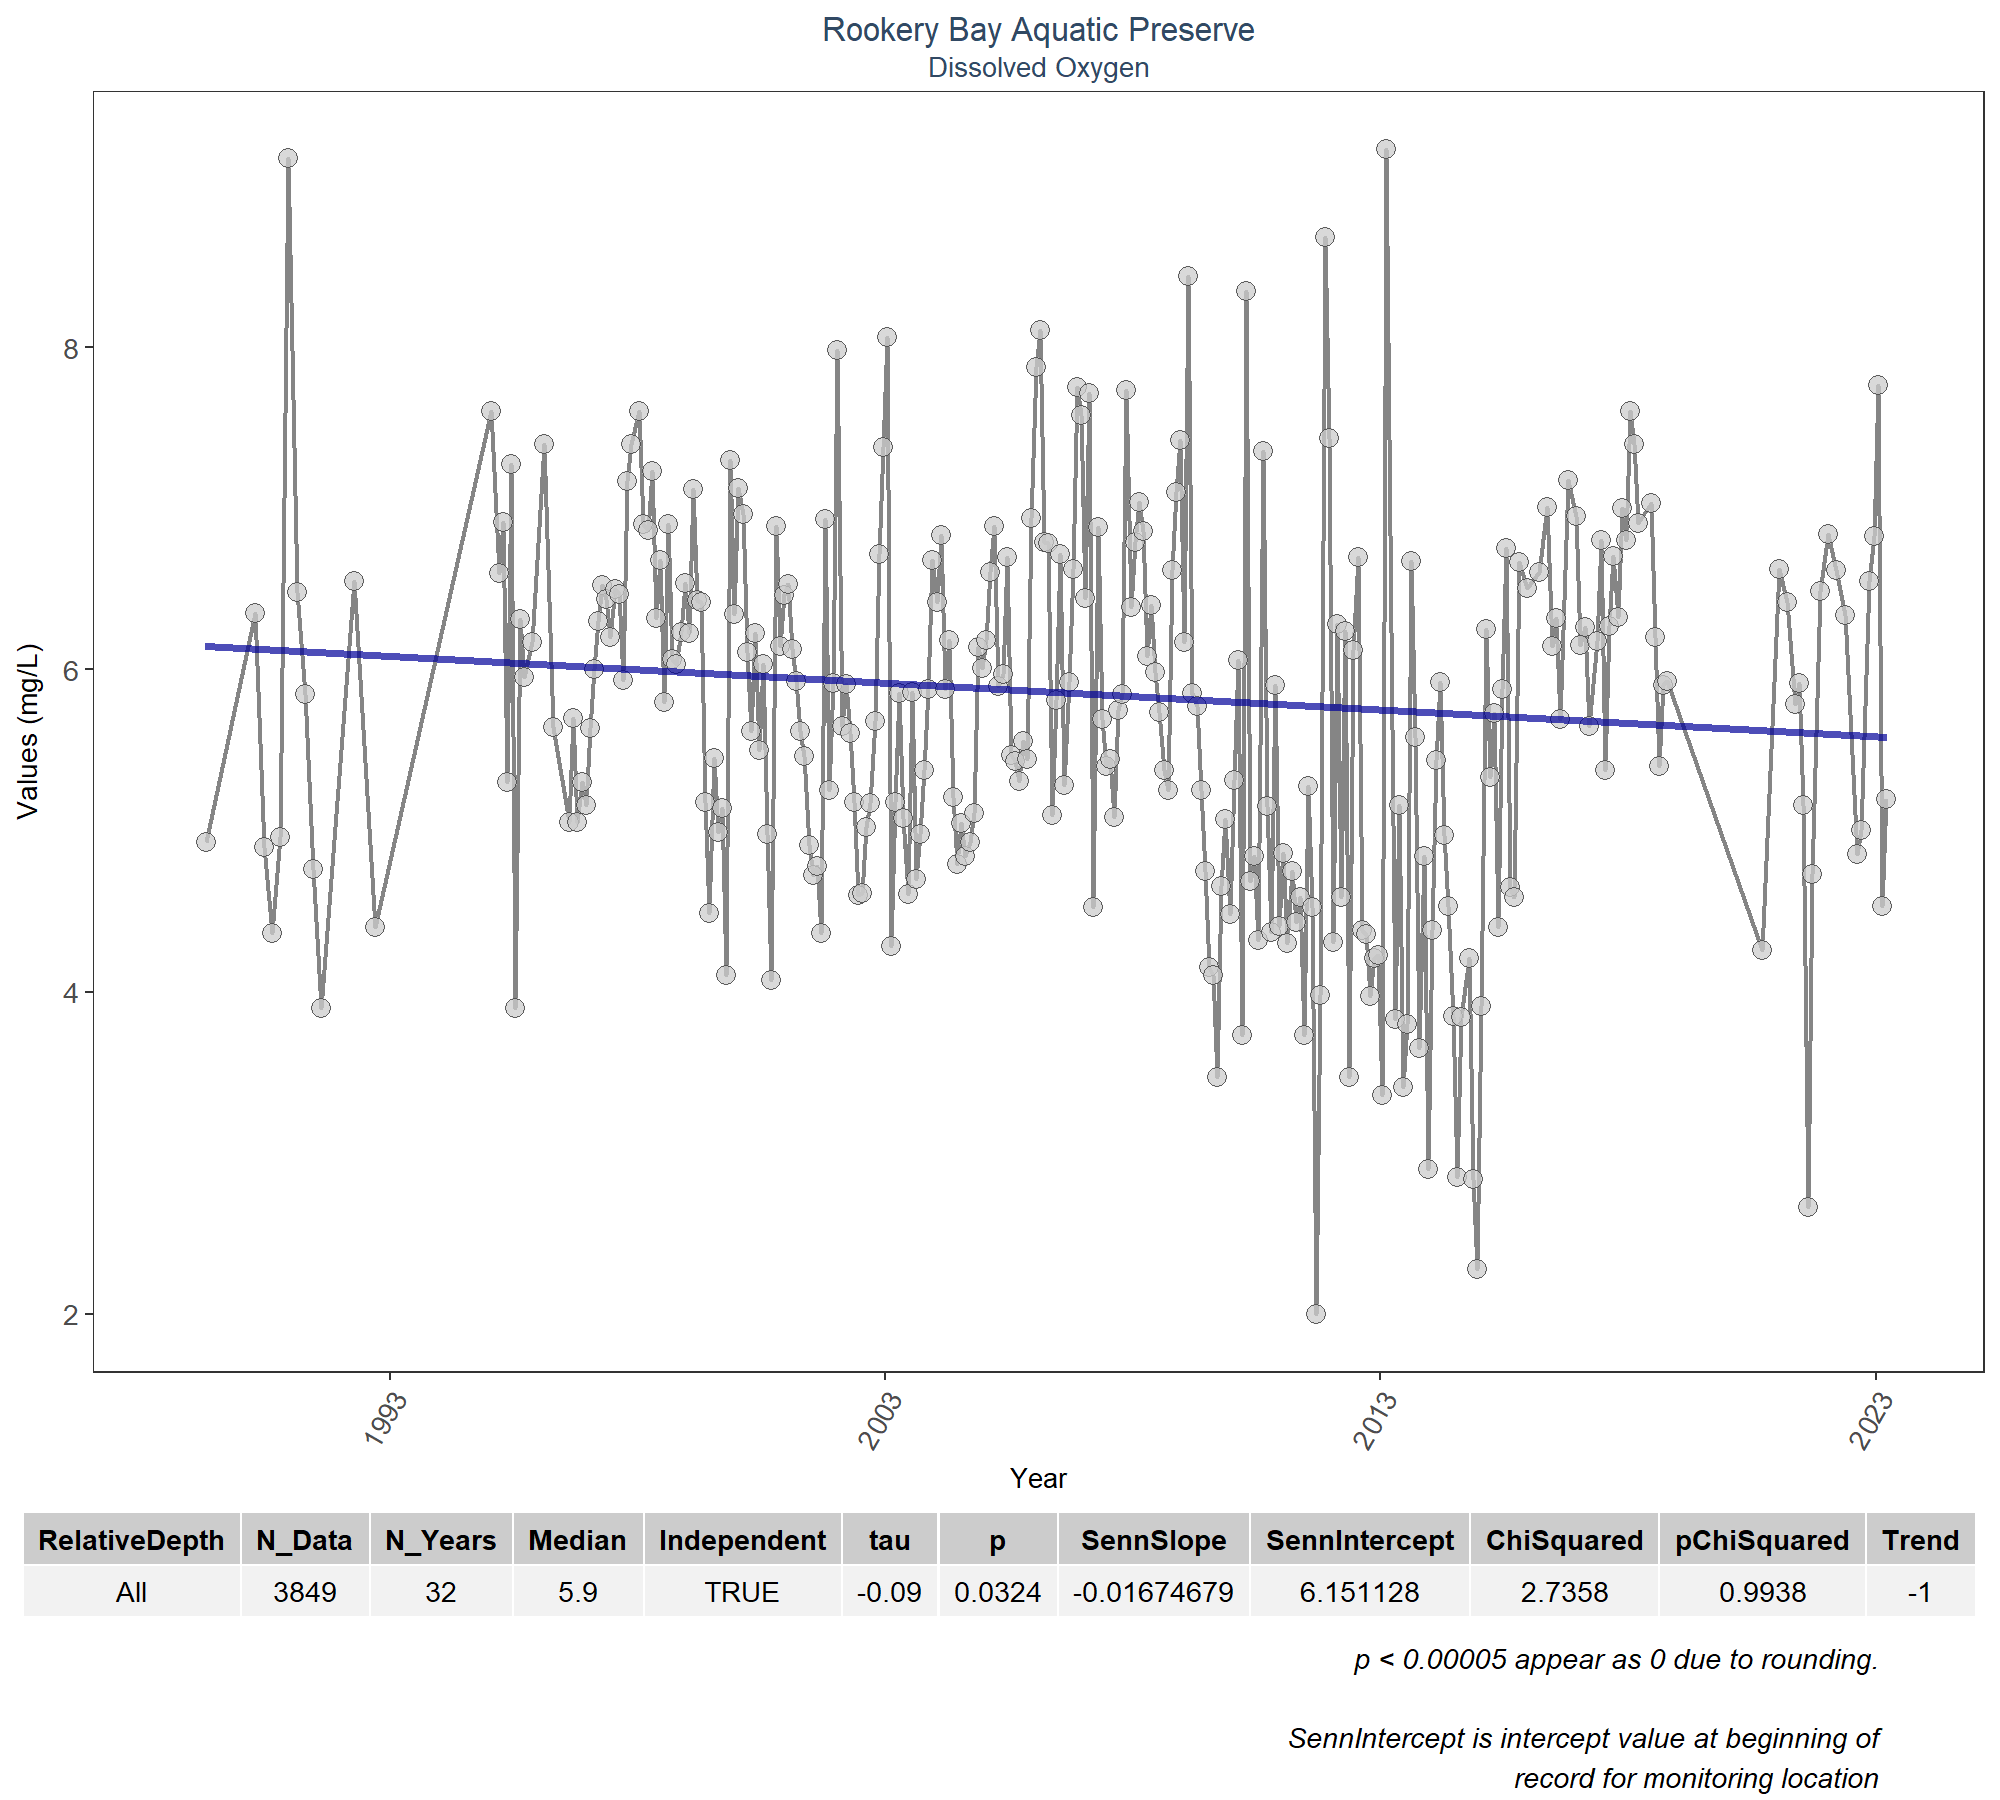 Rookery Bay Aquatic Preserve
Dissolved Oxygen
Values (mg/L)
8
6
4
2
1993
2003
2013
2023
Year
RelativeDepth N_Data N_Years Median Independent tau p SennSlope SennIntercept ChiSquared pChiSquared Trend
All 3849 32 5.9 TRUE -0.09 0.0324 -0.01674679 6.151128 2.7358 0.9938 -1
p < 0.00005 appear as 0 due to rounding.
SennIntercept is intercept value at beginning of
record for monitoring location